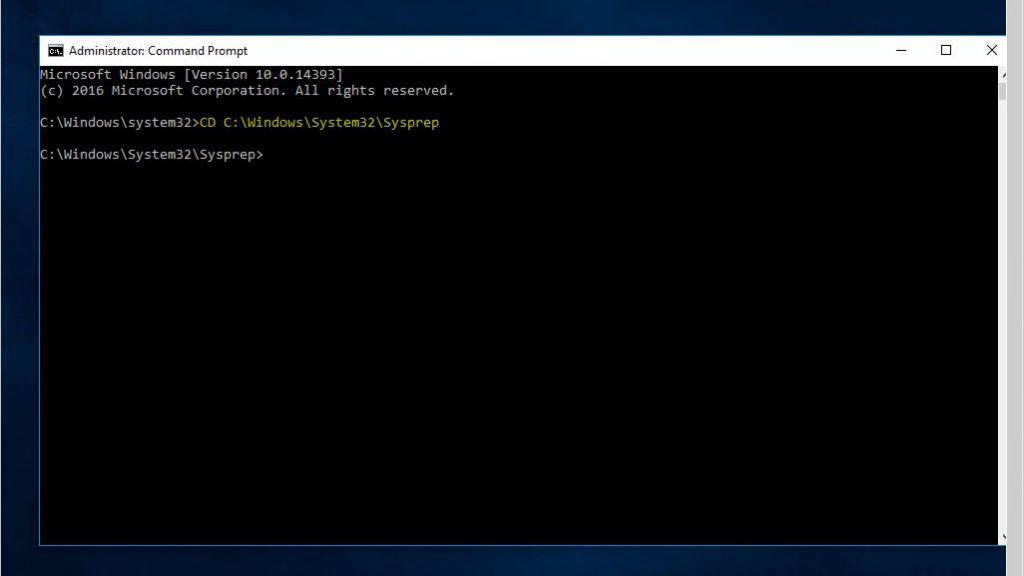 Administrator: Command Prompt
Microsoft Windows [Version 10.0.14393]
(c) 2016 Microsoft Corporation. All rights reserved.
C:\Windows\system32>CD C:\Windows\System32\Sysprep
C:\Windows\System32\Sysprep>